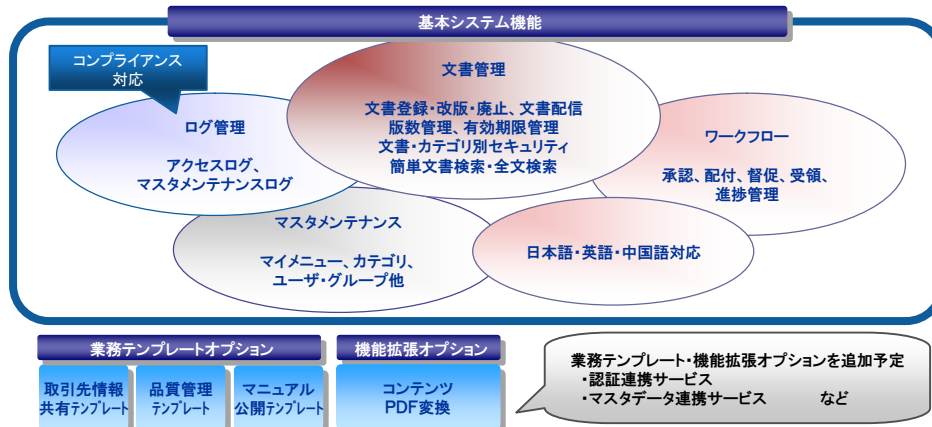 基本システム機能
コンプライアンス
対応
文書管理
文書登録・改版・廃止、文書配信
版数管理、有効期限管理
文書・カテゴリ別セキュリティ
簡単文書検索・全文検索
ログ管理
アクセスログ、
マスタメンテナンスログ
ワークフロー
承認、配付、督促、受領、
進捗管理
マスタメンテナンス
マイメニュー、カテゴリ、
ユーザ・グループ他
日本語・英語・中国語対応
業務テンプレートオプション
取引先情報
共有テンプレート
品質管理
テンプレート
マニュアル
公開テンプレート
機能拡張オプション
コンテンツ
PDF変換
業務テンプレート・機能拡張オプションを追加予定
・認証連携サービス
・マスタデータ連携サービス など